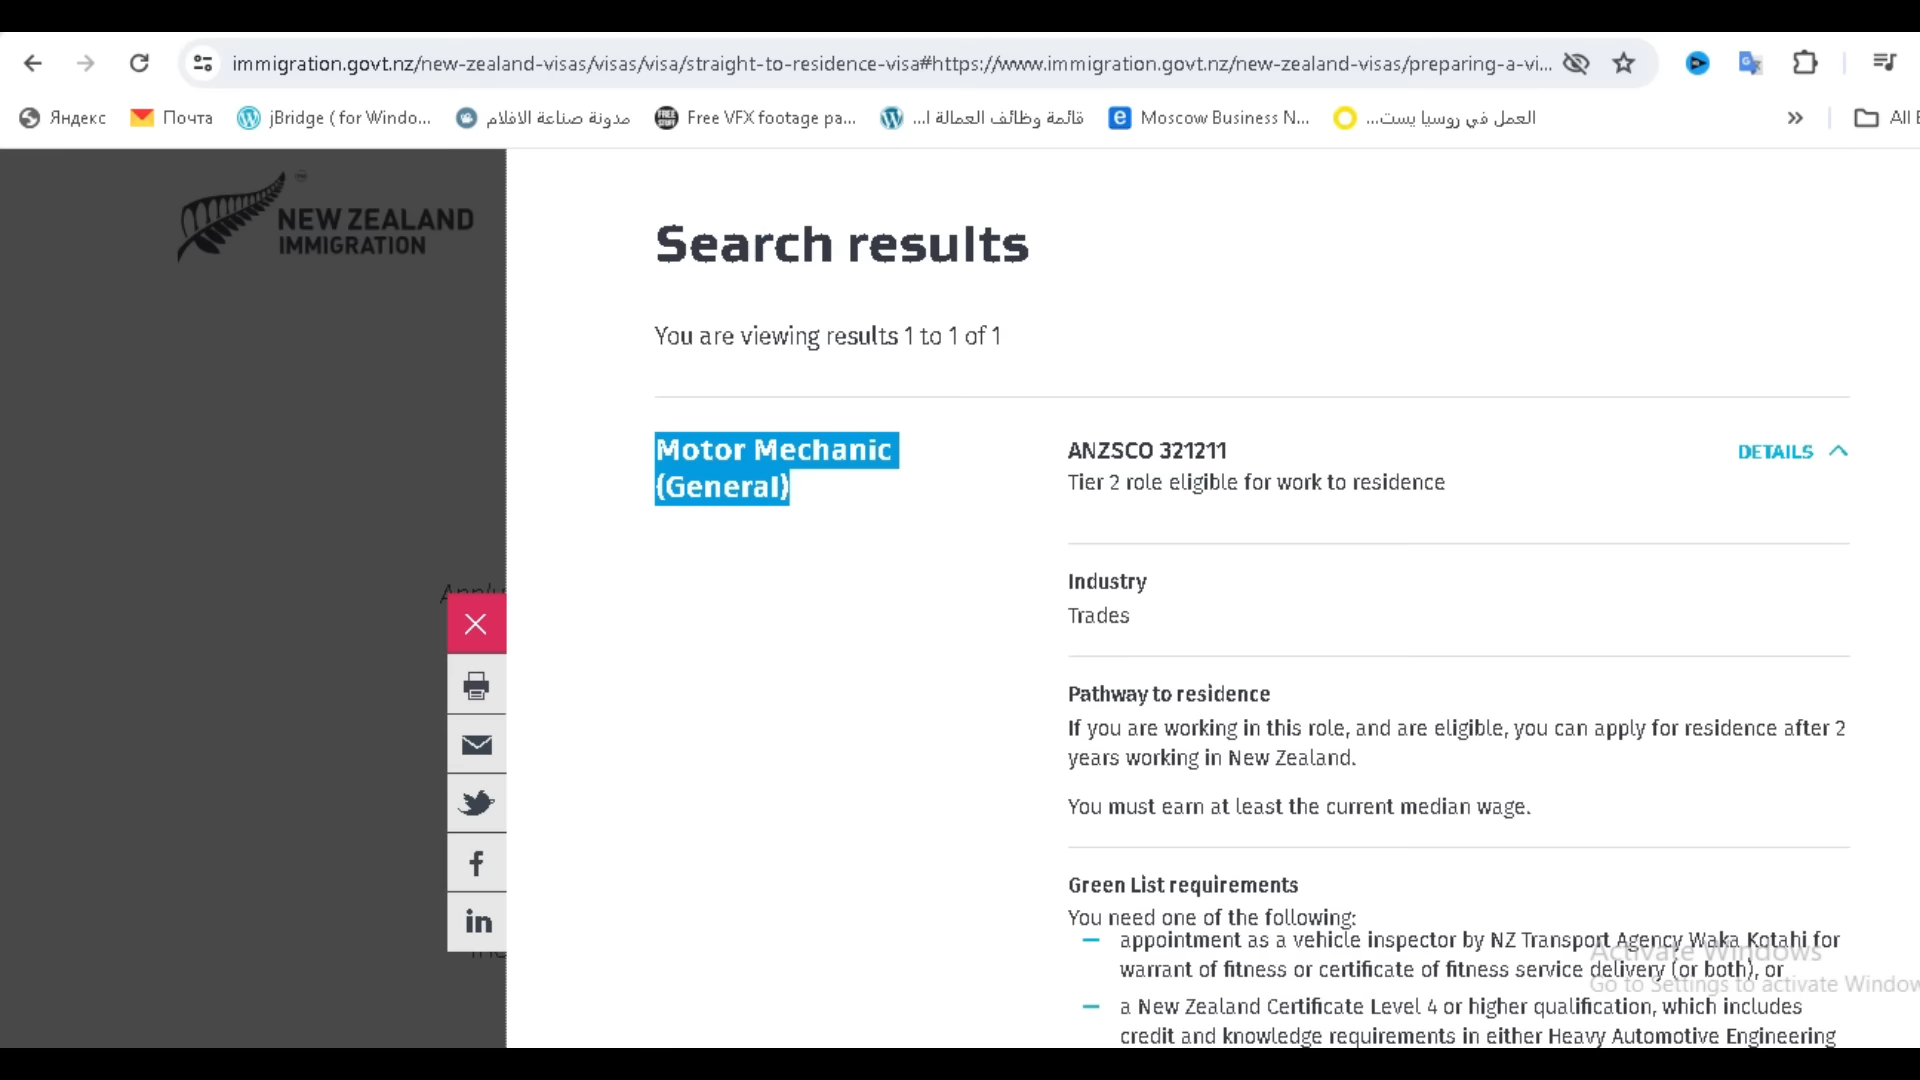 immigration.govt.nz/new-zealand-visas/visas/visa/straight-to-residence-visa#https://www.immigration.govt.nz/new-zealand-visas/preparing-a-vi...
Яндекс
Почта
jBridge ( for Windo...
مدونة صناعة الافلام
Free VFX footage pa...
قائمة وظائف العمالة ا...
Moscow Business N...
العمل في روسيا يست...
All
NEW ZEALAND
IMMIGRATION
Search results
You are viewing results 1 to 1 of 1
Motor Mechanic
(General)
ANZSCO 321211
DETAILS
Tier 2 role eligible for work to residence
Industry
Trades
Pathway to residence
If you are working in this role, and are eligible, you can apply for residence after 2
years working in New Zealand.
You must earn at least the current median wage.
Green List requirements
You need one of the following:
appointment as a vehicle inspector by NZ Transport Agency Waka Kotahi for
warrant of fitness or certificate of fitness service delivery (or both), or
a New Zealand Certificate Level 4 or higher qualification, which includes
credit and knowledge requirements in either Heavy Automotive Engineering
Activate Windows
Go to Settings to activate Window